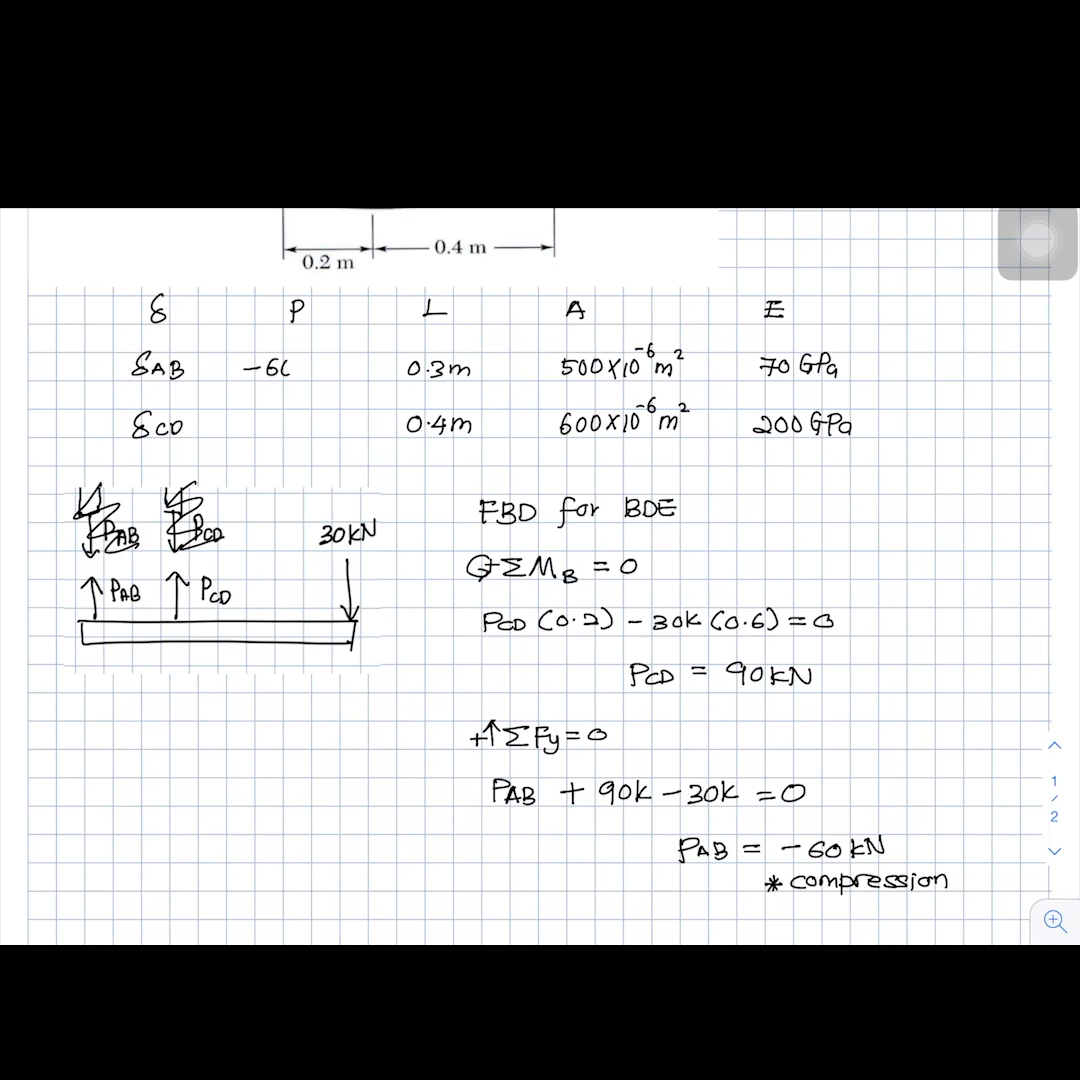 0.2 m
0.4 m
δ P L A E
δAB -60 0.3m 500×10⁻⁶m² 70 GPa
δCD 0.4m 600×10⁻⁶m² 200 GPa
PAB PCD
30kN
PAB PCD
FBD for BDE
↺+ΣMB = 0
PCD (0.2) - 30k (0.6) = 0
PCD = 90kN
+↑ΣFy = 0
PAB + 90k - 30k = 0
PAB = -60kN
* compression
1
/
2